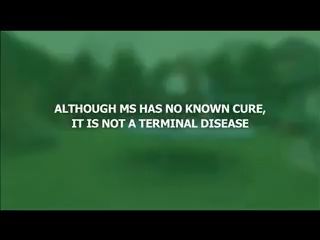 ALTHOUGH MS HAS NO KNOWN CURE,
IT IS NOT A TERMINAL DISEASE